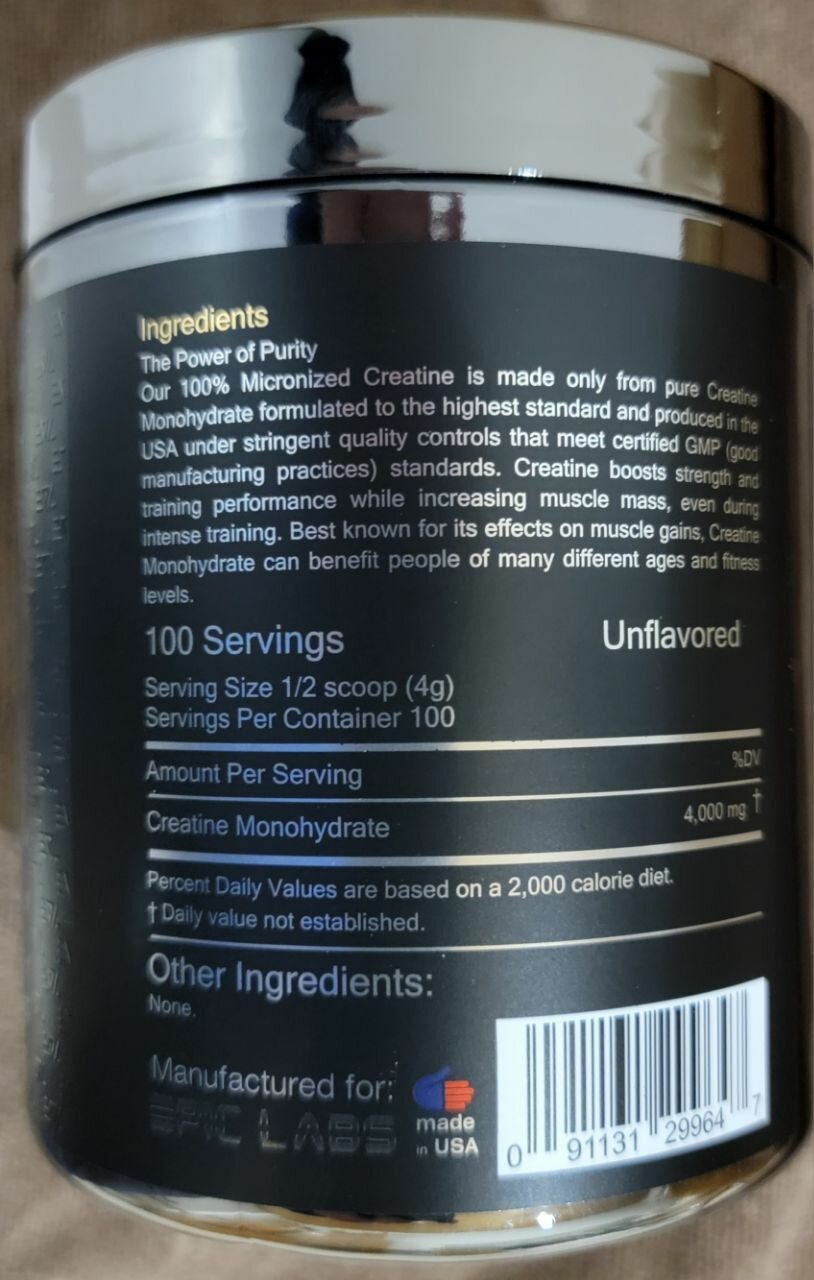 Ingredients
The Power of Purity
Our 100% Micronized Creatine is made only from pure Creatine
Monohydrate formulated to the highest standard and produced in the
USA under stringent quality controls that meet certified GMP (good
manufacturing practices) standards. Creatine boosts strength and
training performance while increasing muscle mass, even during
intense training. Best known for its effects on muscle gains, Creatine
Monohydrate can benefit people of many different ages and fitness
levels.
100 Servings Unflavored
Serving Size 1/2 scoop (4g)
Servings Per Container 100
%DV
Amount Per Serving
Creatine Monohydrate 4,000 mg †
Percent Daily Values are based on a 2,000 calorie diet.
† Daily value not established.
Other Ingredients:
None.
Manufactured for:
EPIC LABS
made
in USA
0 91131 29964 7